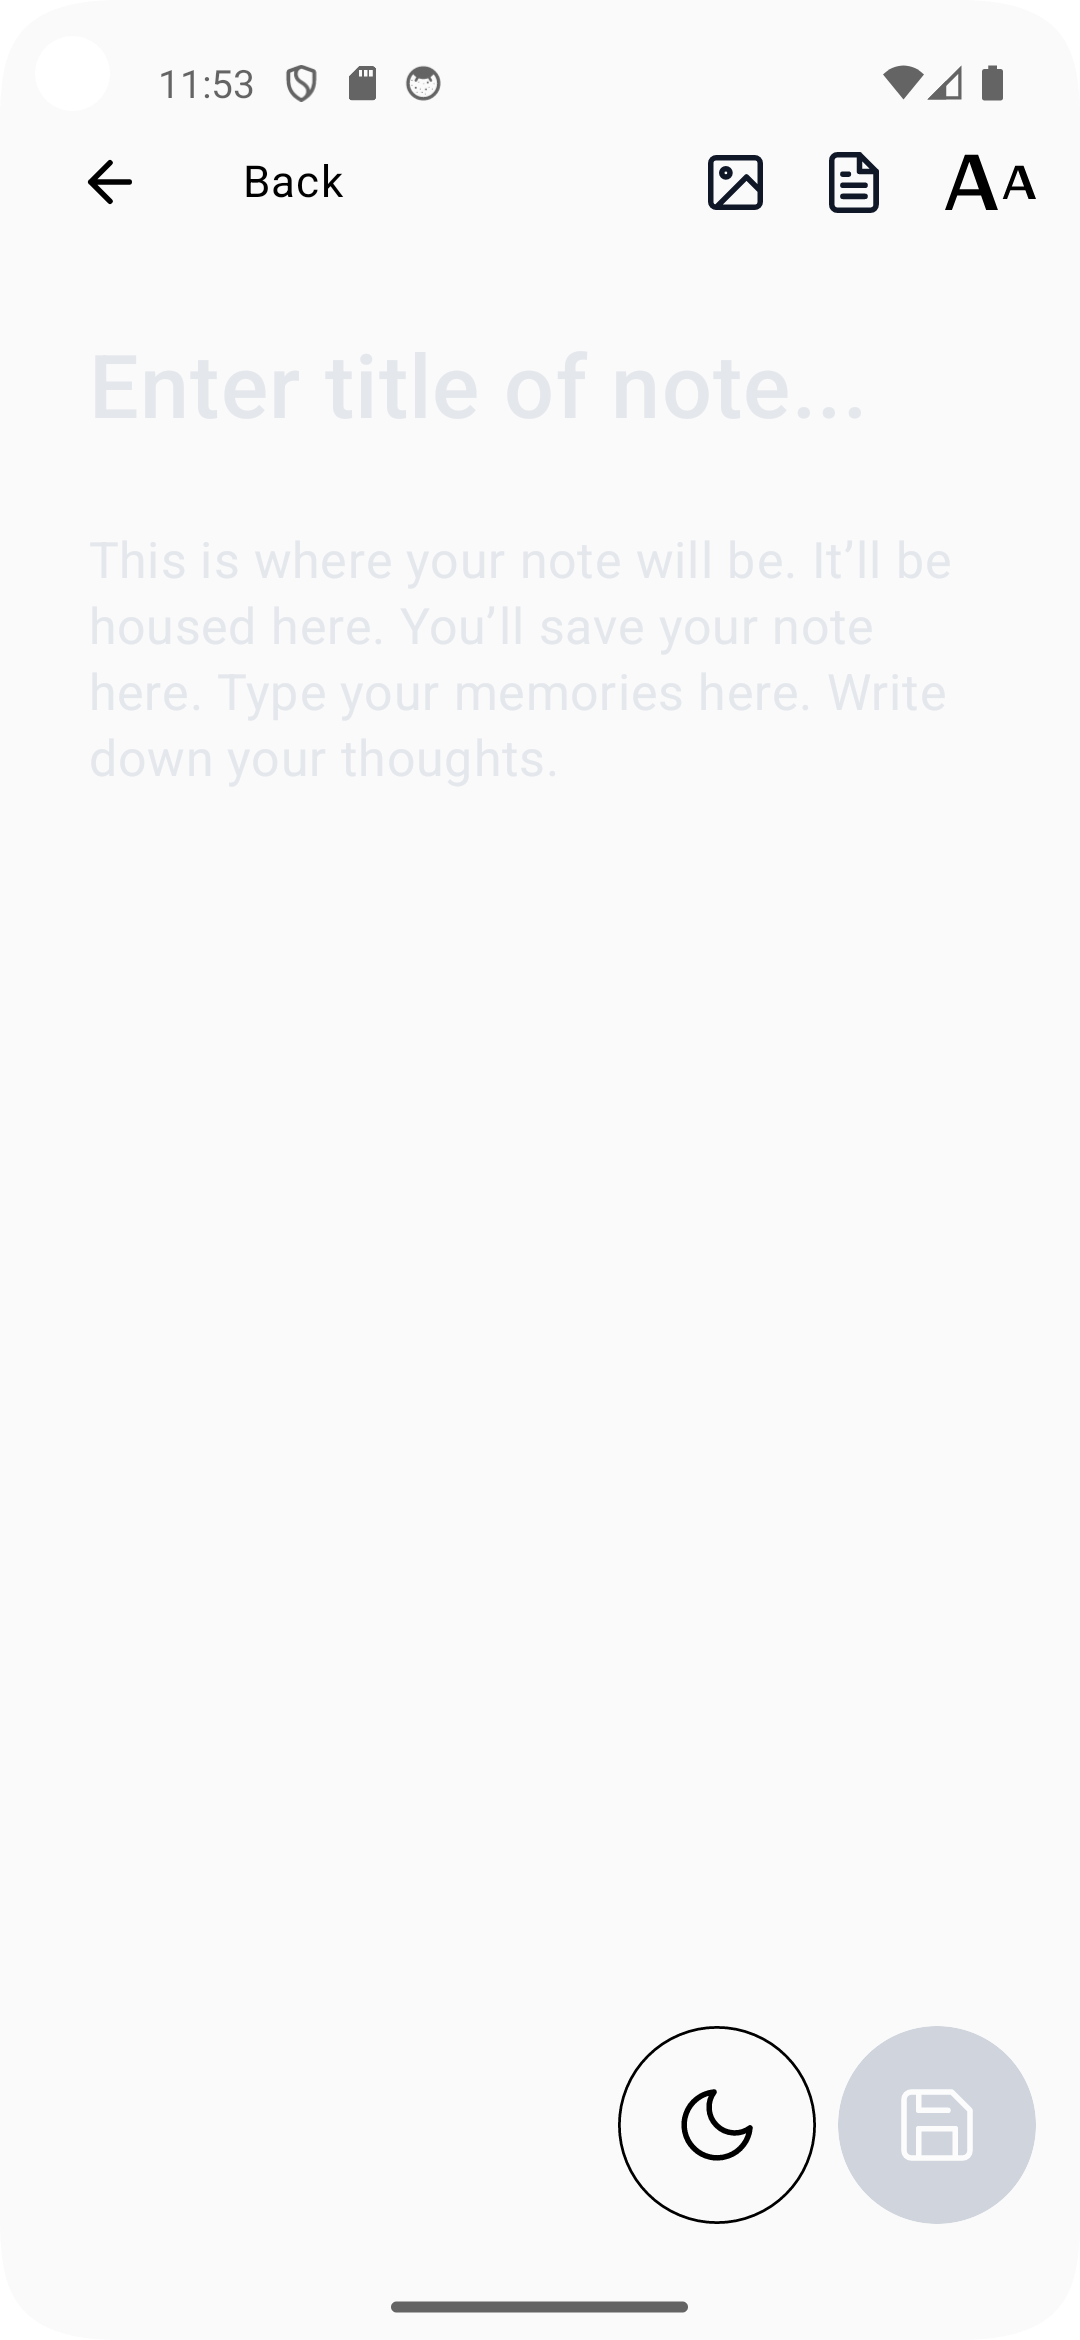 11:53
Back
AA
Enter title of note...
This is where your note will be. It’ll be
housed here. You’ll save your note
here. Type your memories here. Write
down your thoughts.